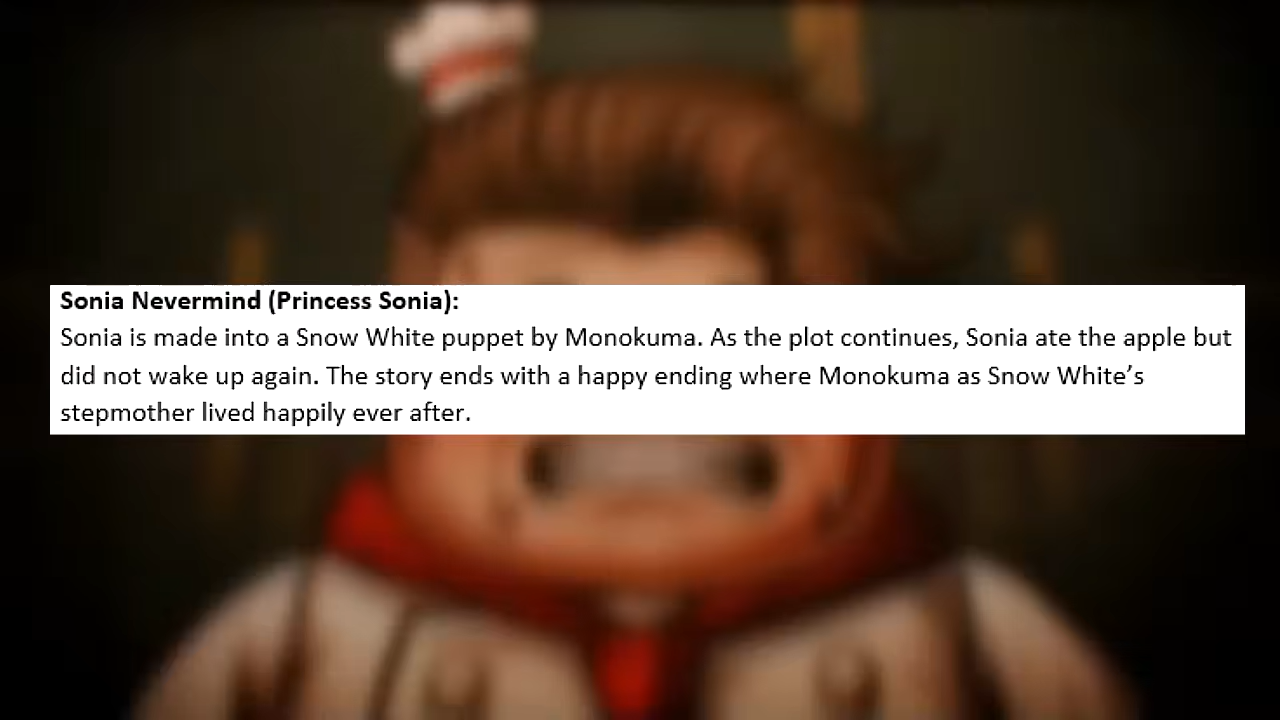 Sonia Nevermind (Princess Sonia):
Sonia is made into a Snow White puppet by Monokuma. As the plot continues, Sonia ate the apple but
did not wake up again. The story ends with a happy ending where Monokuma as Snow White’s
stepmother lived happily ever after.